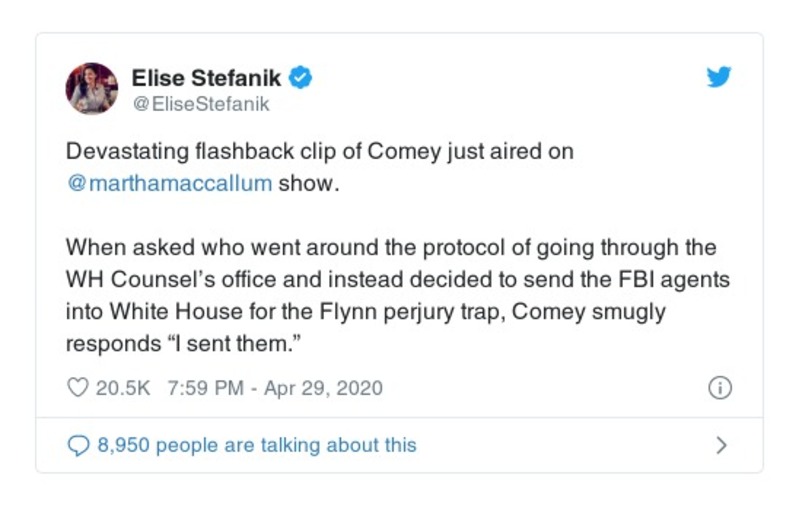 Elise Stefanik
@EliseStefanik
Devastating flashback clip of Comey just aired on
@marthamaccallum show.
When asked who went around the protocol of going through the
WH Counsel’s office and instead decided to send the FBI agents
into White House for the Flynn perjury trap, Comey smugly
responds “I sent them.”
20.5K 7:59 PM - Apr 29, 2020
8,950 people are talking about this